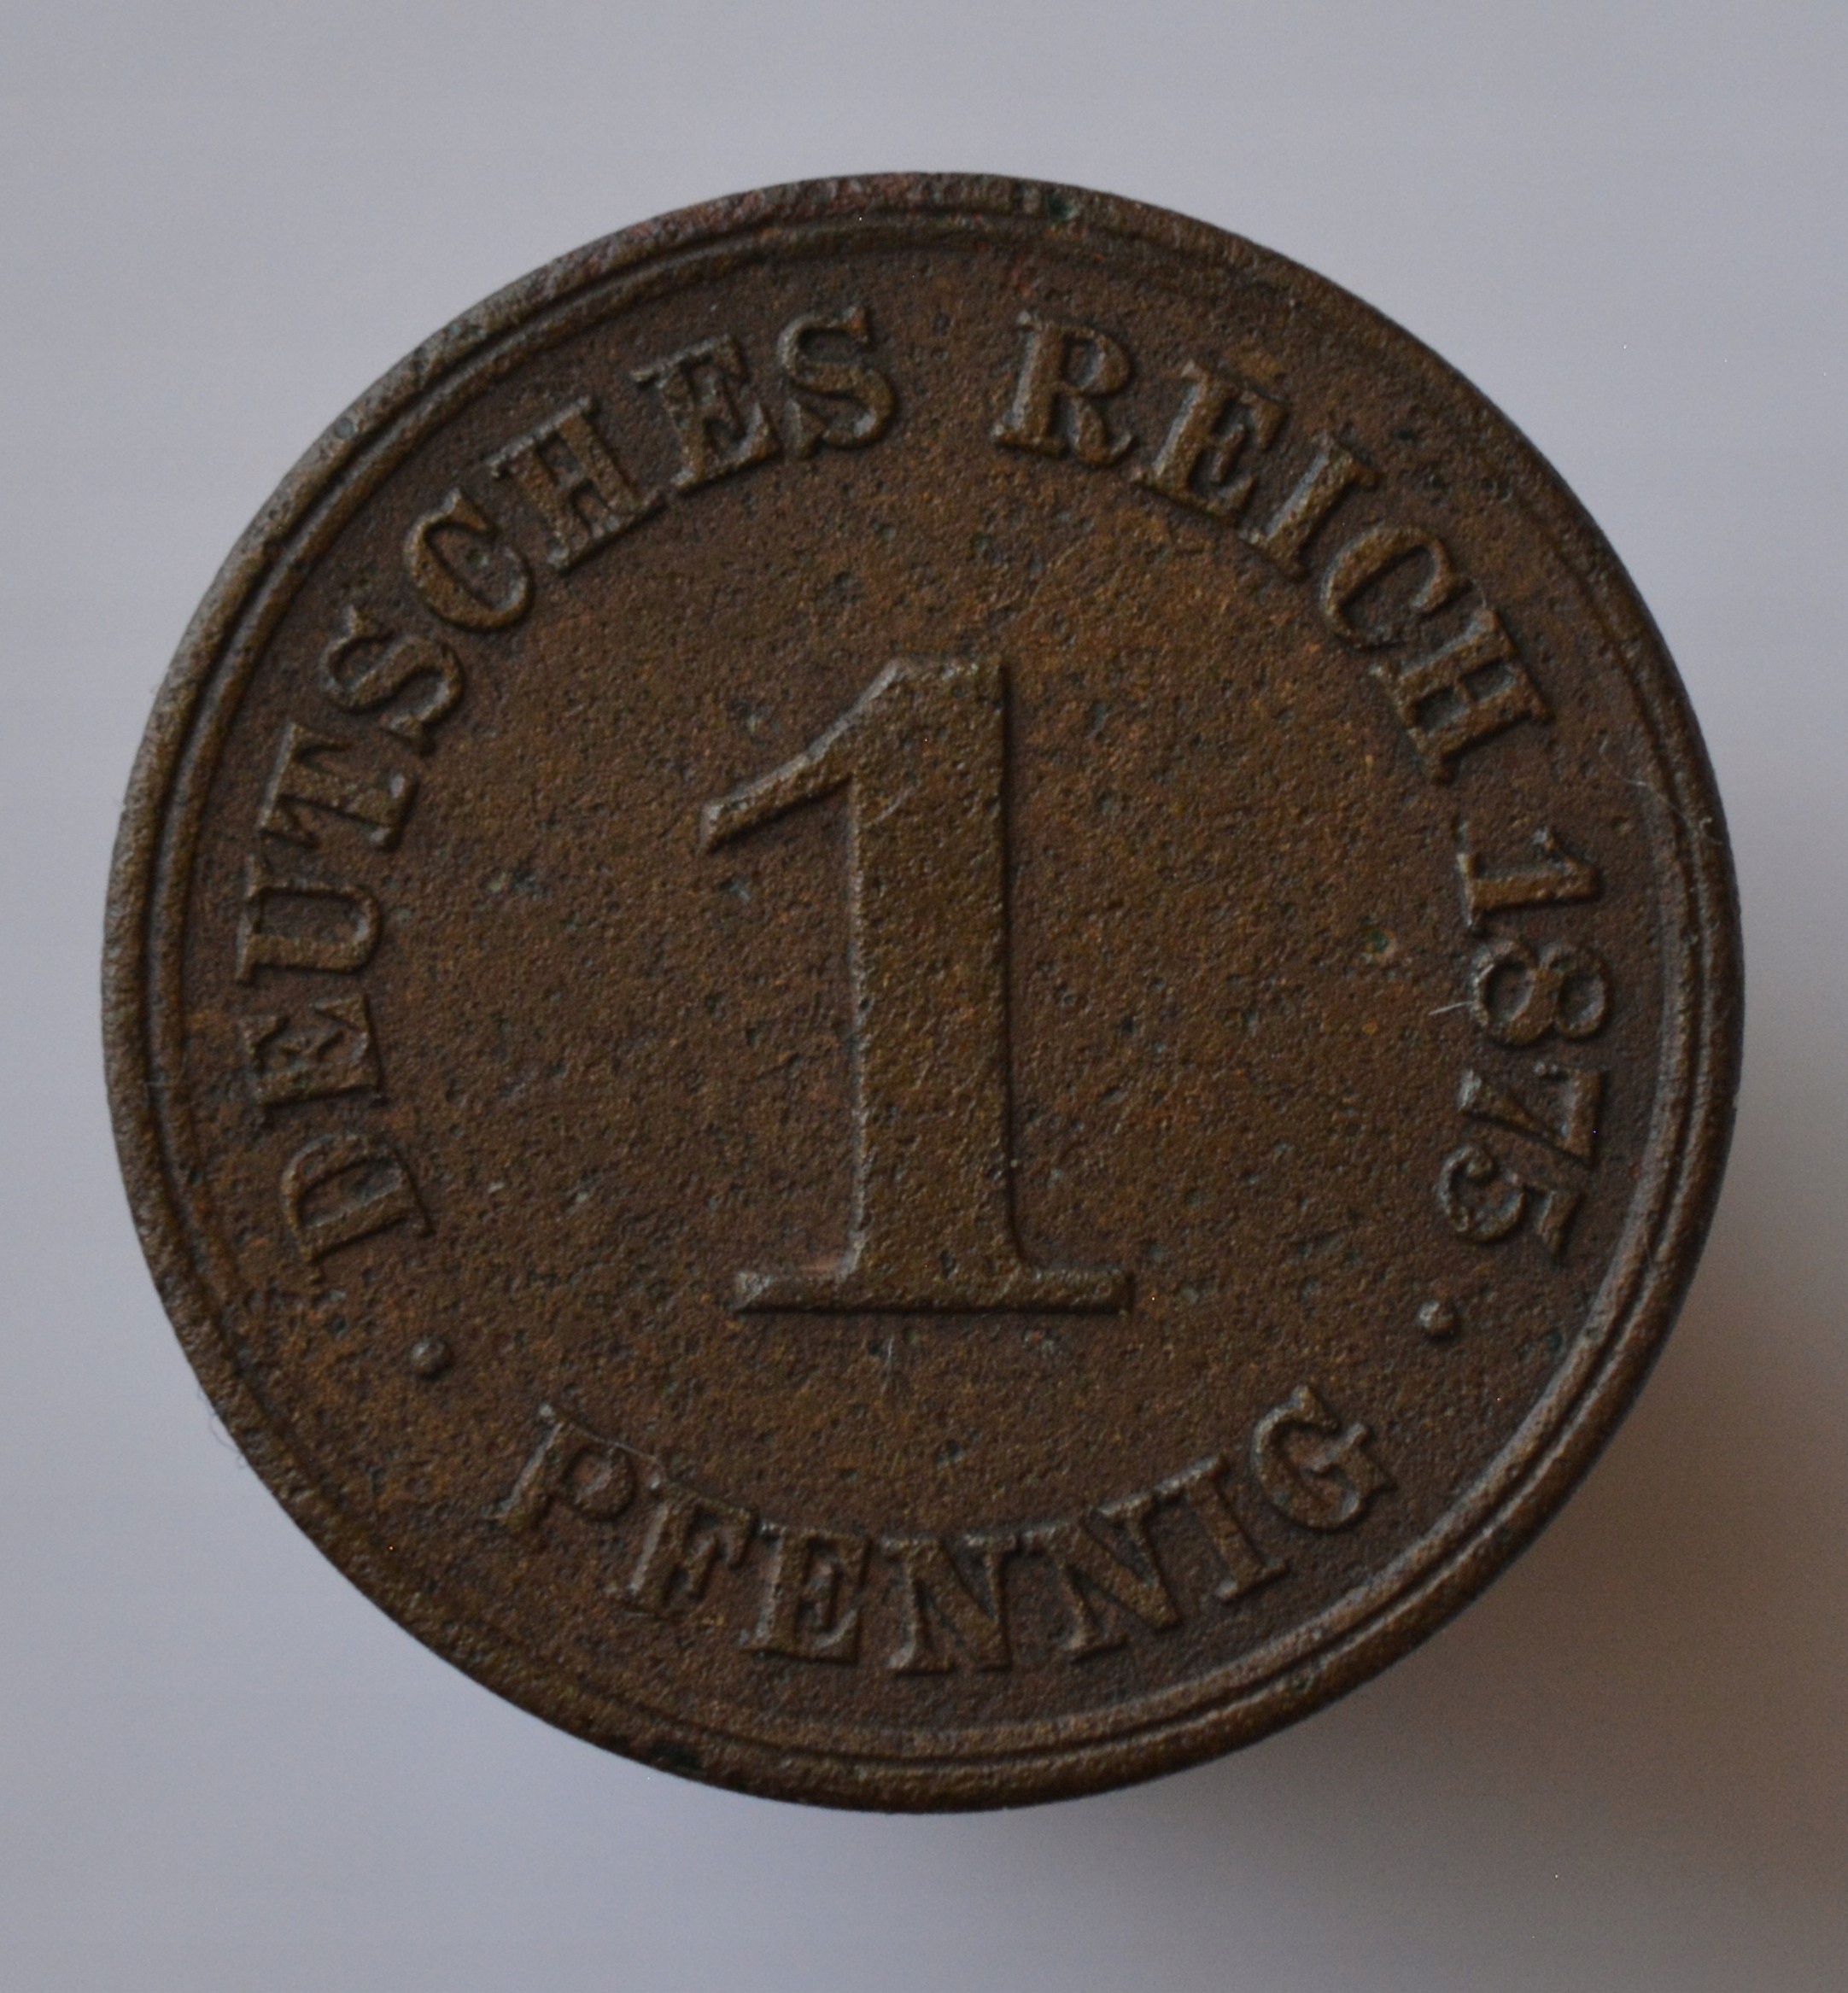 DEUTSCHES REICH 1875
1
• PFENNIG •